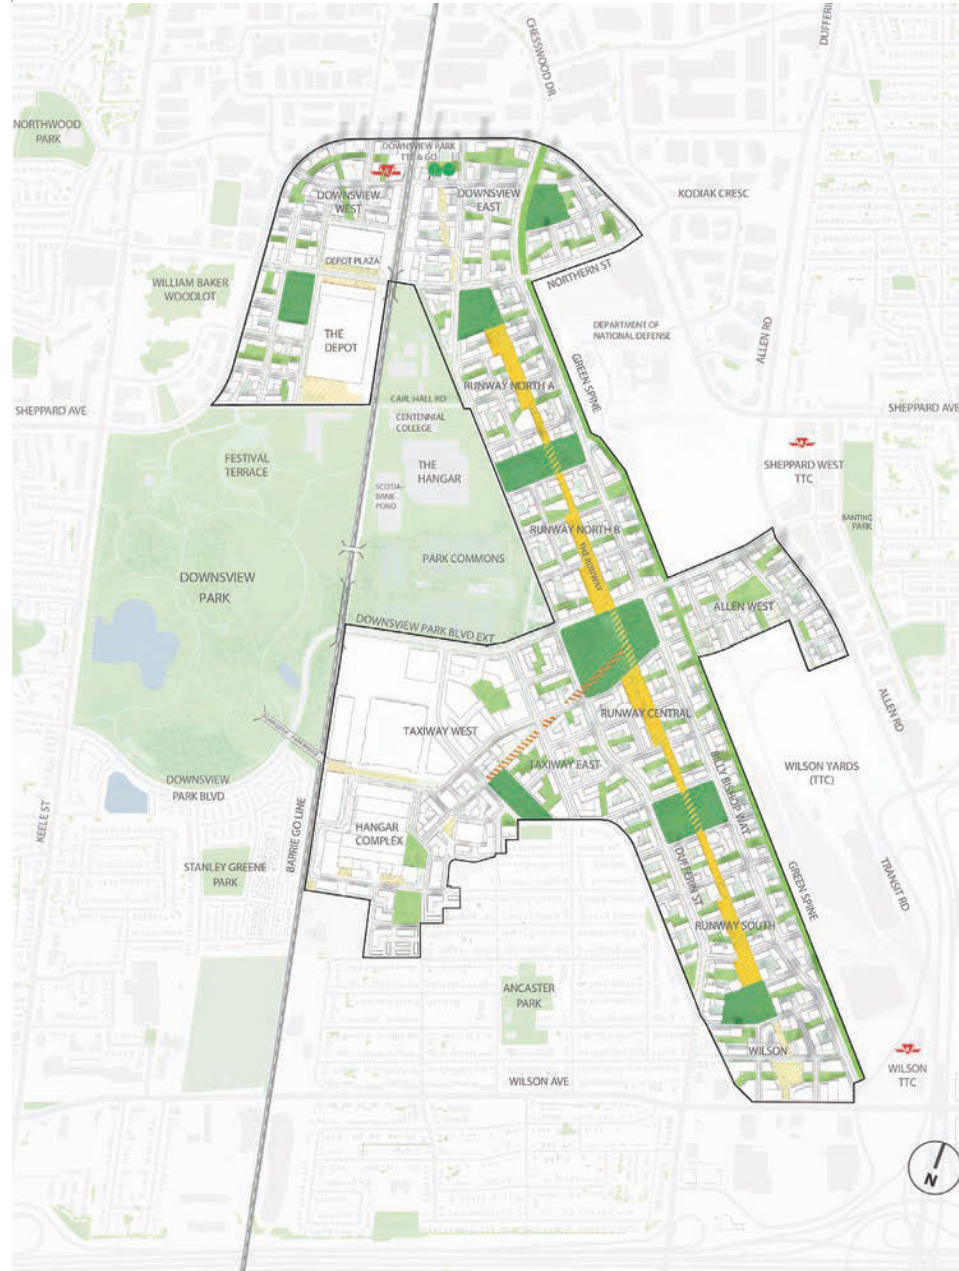 CHESSWOOD DR.
DUFFERIN
NORTHWOOD
PARK
DOWNSVIEW PARK
TTC & GO
DOWNSVIEW
WEST
DOWNSVIEW
EAST
KODIAK CRESC
DEPOT PLAZA
NORTHERN ST
WILLIAM BAKER
WOODLOT
THE
DEPOT
DEPARTMENT OF
NATIONAL DEFENSE
ALLEN RD
GREEN SPINE
RUNWAY NORTH A
SHEPPARD AVE
CARL HALL RD
SHEPPARD AVE
CENTENNIAL
COLLEGE
FESTIVAL
TERRACE
THE
HANGAR
SHEPPARD WEST
TTC
SCOTIA-
BANK
POND
BANTING
PARK
RUNWAY NORTH B
THE RUNWAY
PARK COMMONS
DOWNSVIEW
PARK
ALLEN WEST
DOWNSVIEW PARK BLVD EXT
ALLEN RD
RUNWAY CENTRAL
TAXIWAY WEST
TAXIWAY EAST
WILSON YARDS
(TTC)
BILLY BISHOP WAY
DOWNSVIEW
PARK BLVD
KEELE ST
BARRIE GO LINE
HANGAR
COMPLEX
STANLEY GREENE
PARK
DUFFERIN ST
GREEN SPINE
TRANSIT RD
RUNWAY SOUTH
ANCASTER
PARK
WILSON
WILSON AVE
WILSON
TTC
N